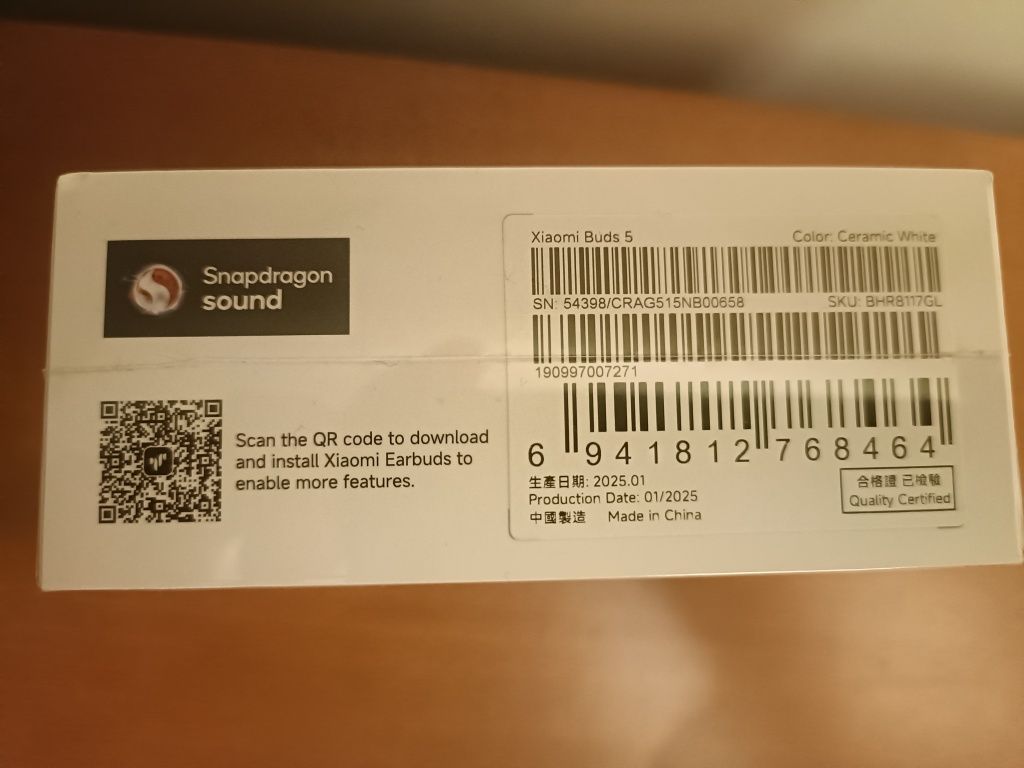 Snapdragon
sound
Scan the QR code to download
and install Xiaomi Earbuds to
enable more features.
Xiaomi Buds 5 Color: Ceramic White
SN: 54398/CRAG515NB00658 SKU: BHR8117GL
190997007271
6 941812 768464
生產日期: 2025.01
Production Date: 01/2025
中國製造 Made in China
合格證 已檢驗
Quality Certified